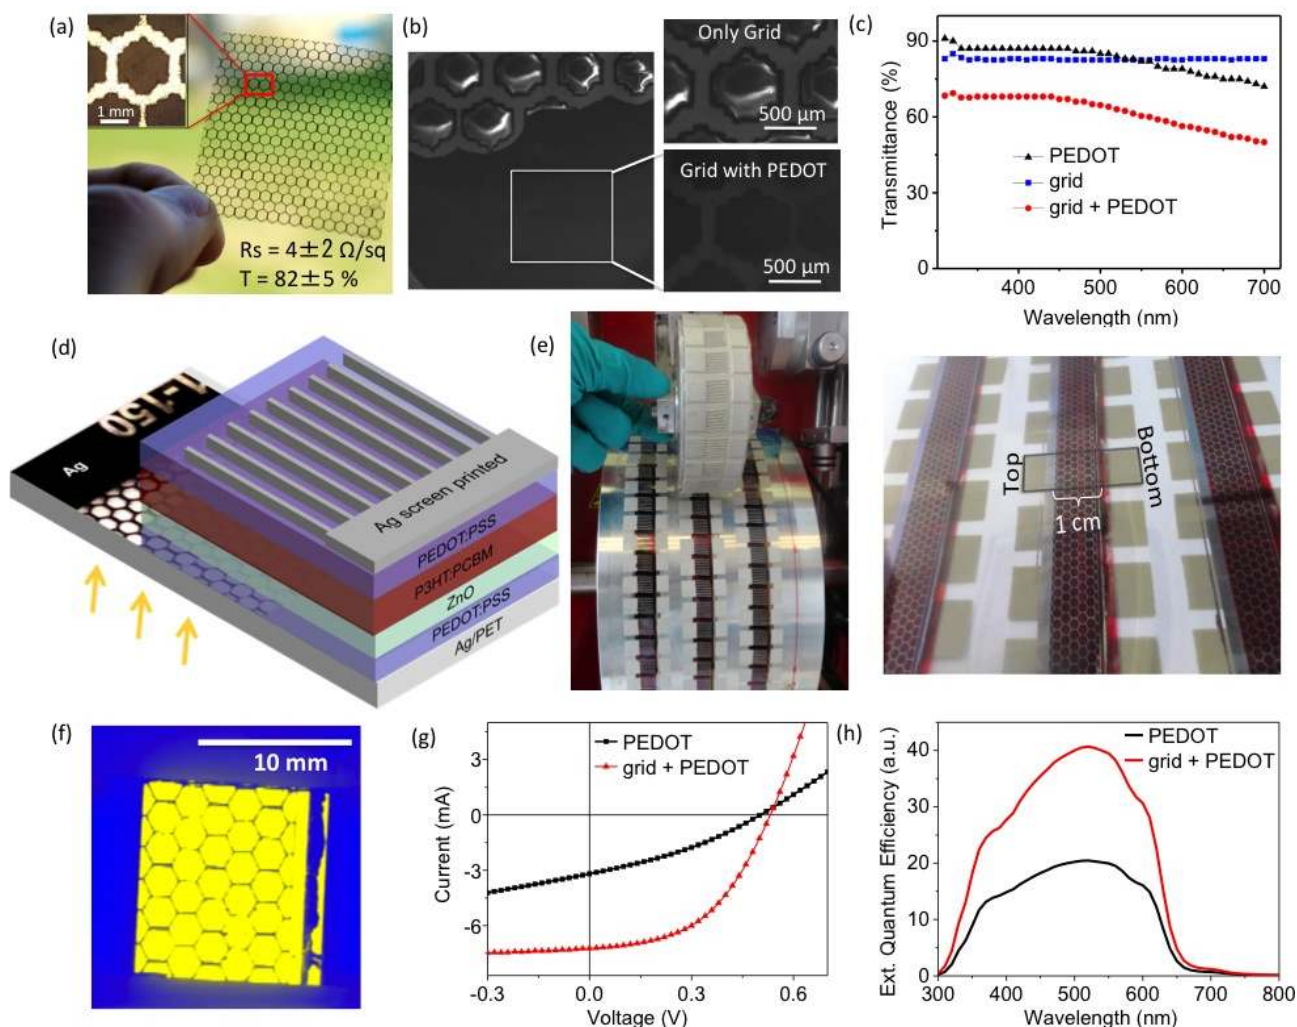 (a)
1 mm
Rs = 4±2 Ω/sq
T = 82±5 %
(b)
Only Grid
500 μm
Grid with PEDOT
500 μm
(c)
Transmittance (%)
90
60
30
0
PEDOT
grid
grid + PEDOT
400 500 600 700
Wavelength (nm)
(d)
1-150
Ag
Ag screen printed
PEDOT:PSS
P3HT:PCBM
ZnO
PEDOT:PSS
Ag/PET
(e)
Top
Bottom
1 cm
(f)
10 mm
(g)
Current (mA)
3
0
-3
-6
PEDOT
grid + PEDOT
-0.3 0.0 0.3 0.6
Voltage (V)
(h)
Ext. Quantum Efficiency (a.u.)
40
30
20
10
0
PEDOT
grid + PEDOT
300 400 500 600 700 800
Wavelength (nm)